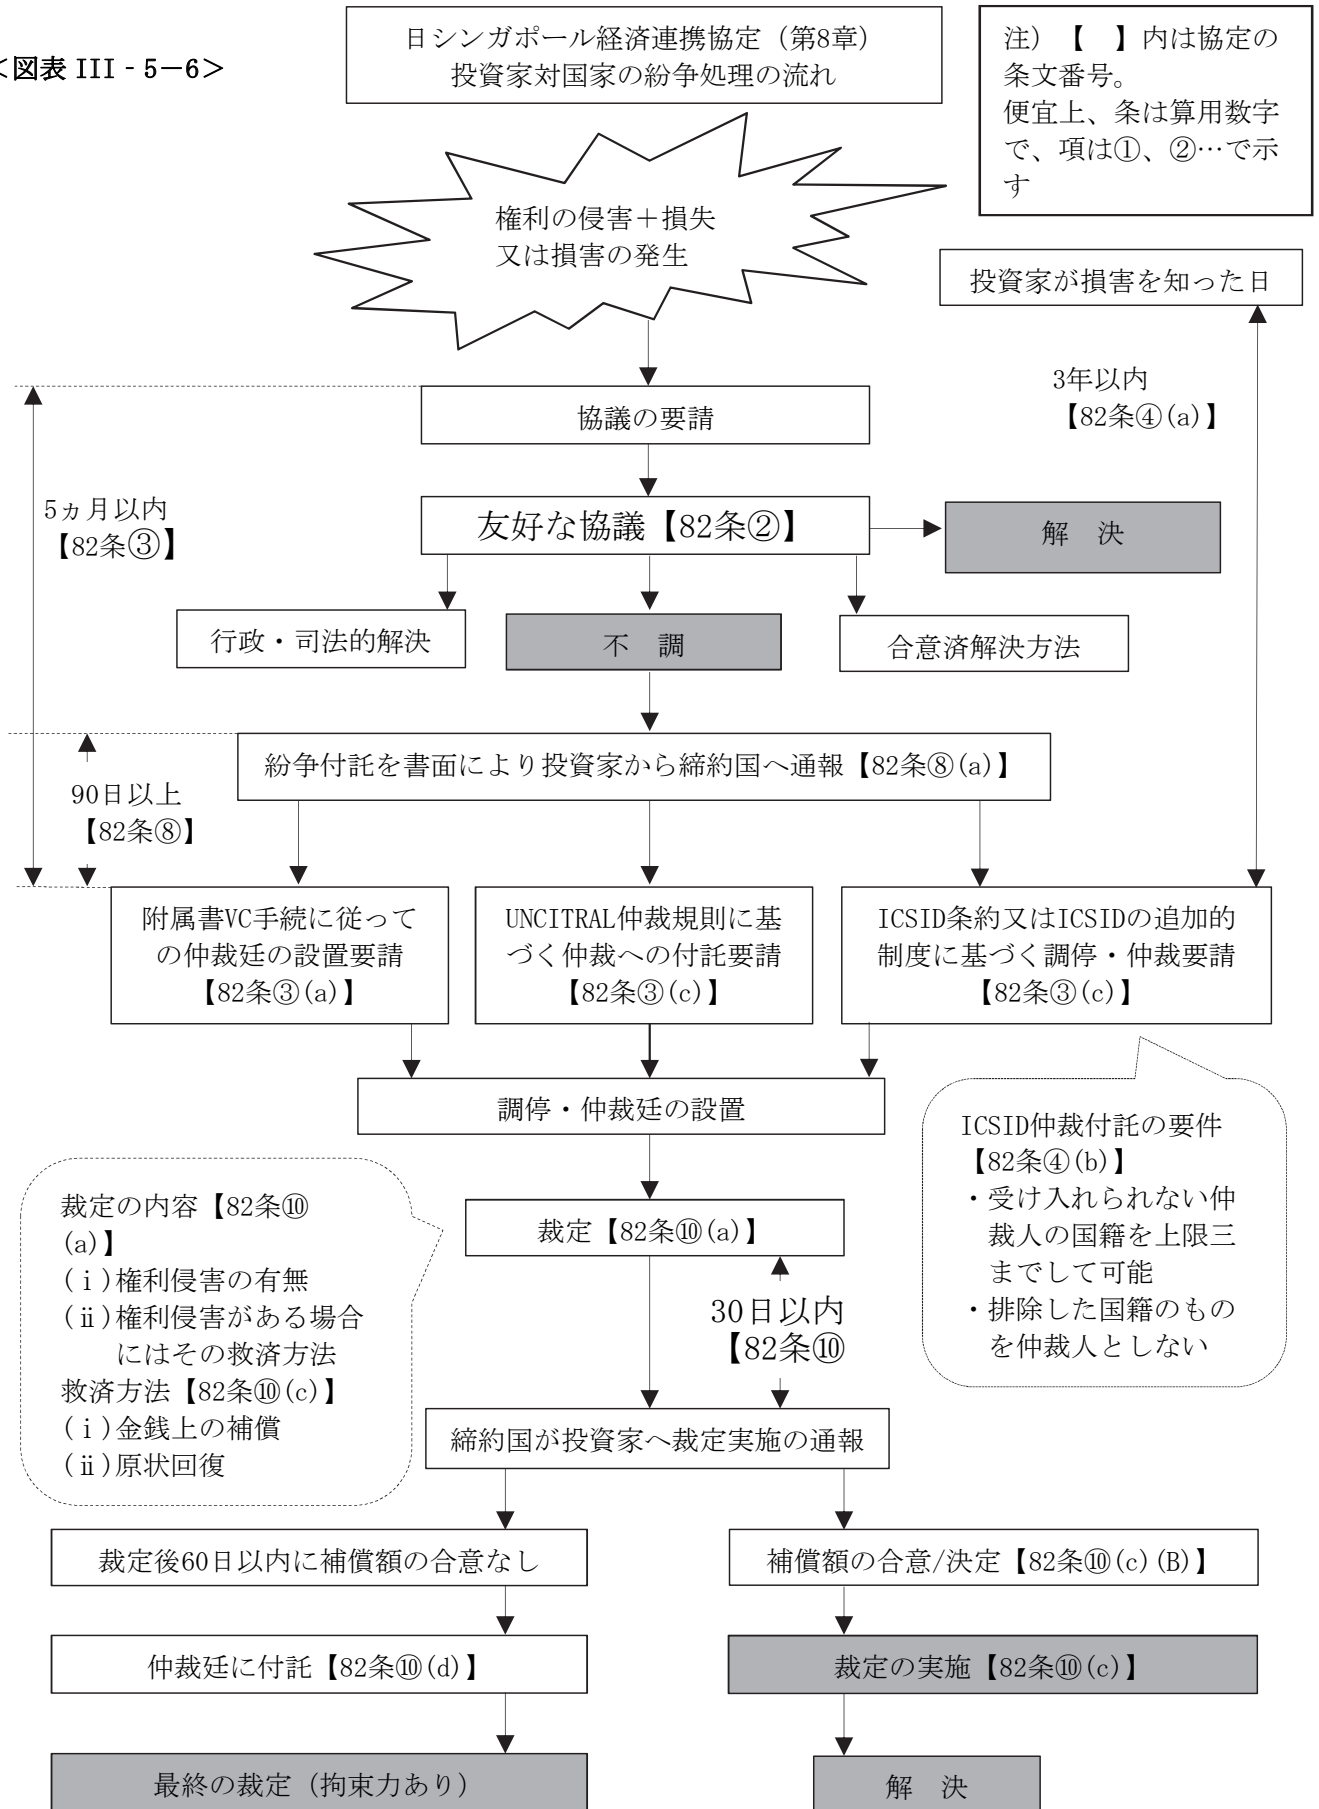 <図表 III‐5－6>
日シンガポール経済連携協定（第8章）
投資家対国家の紛争処理の流れ
注）【　】内は協定の
条文番号。
便宜上、条は算用数字
で、項は①、②…で示
す
権利の侵害＋損失
又は損害の発生
投資家が損害を知った日
3年以内
【82条④(a)】
協議の要請
5ヵ月以内
【82条③】
友好な協議【82条②】
解　決
行政・司法的解決
不　調
合意済解決方法
紛争付託を書面により投資家から締約国へ通報【82条⑧(a)】
90日以上
【82条⑧】
附属書VC手続に従って
の仲裁廷の設置要請
【82条③(a)】
UNCITRAL仲裁規則に基
づく仲裁への付託要請
【82条③(c)】
ICSID条約又はICSIDの追加的
制度に基づく調停・仲裁要請
【82条③(c)】
調停・仲裁廷の設置
ICSID仲裁付託の要件
【82条④(b)】
・受け入れられない仲
裁人の国籍を上限三
までして可能
・排除した国籍のもの
を仲裁人としない
裁定の内容【82条⑩
(a)】
(ⅰ)権利侵害の有無
(ⅱ)権利侵害がある場合
にはその救済方法
救済方法【82条⑩(c)】
(ⅰ)金銭上の補償
(ⅱ)原状回復
裁定【82条⑩(a)】
30日以内
【82条⑩
締約国が投資家へ裁定実施の通報
裁定後60日以内に補償額の合意なし
補償額の合意/決定【82条⑩(c)(B)】
仲裁廷に付託【82条⑩(d)】
裁定の実施【82条⑩(c)】
最終の裁定（拘束力あり）
解　決